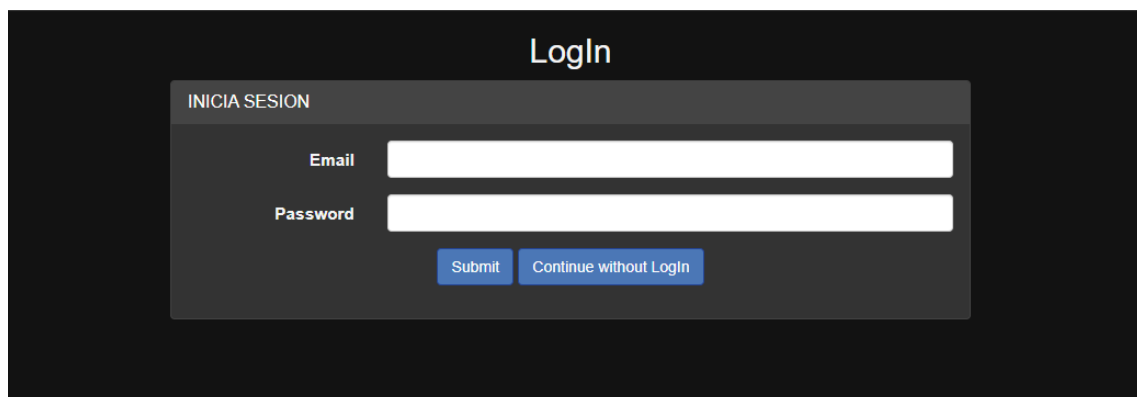 LogIn
INICIA SESION
Email
Password
Submit Continue without LogIn